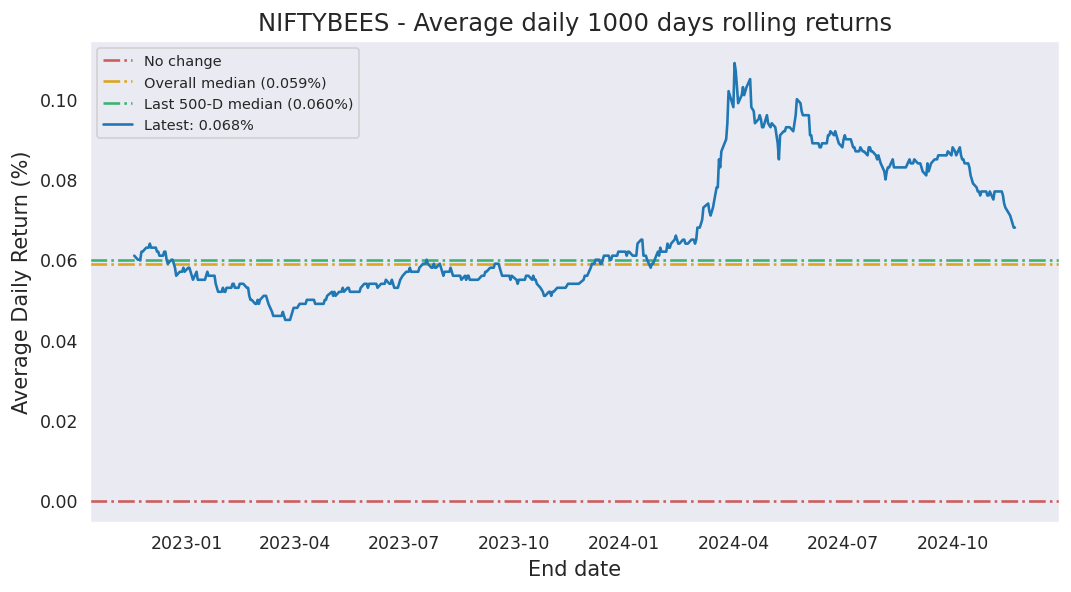 NIFTYBEES - Average daily 1000 days rolling returns
No change
Overall median (0.059%)
Last 500-D median (0.060%)
Latest: 0.068%
Average Daily Return (%)
0.10
0.08
0.06
0.04
0.02
0.00
2023-01 2023-04 2023-07 2023-10 2024-01 2024-04 2024-07 2024-10
End date